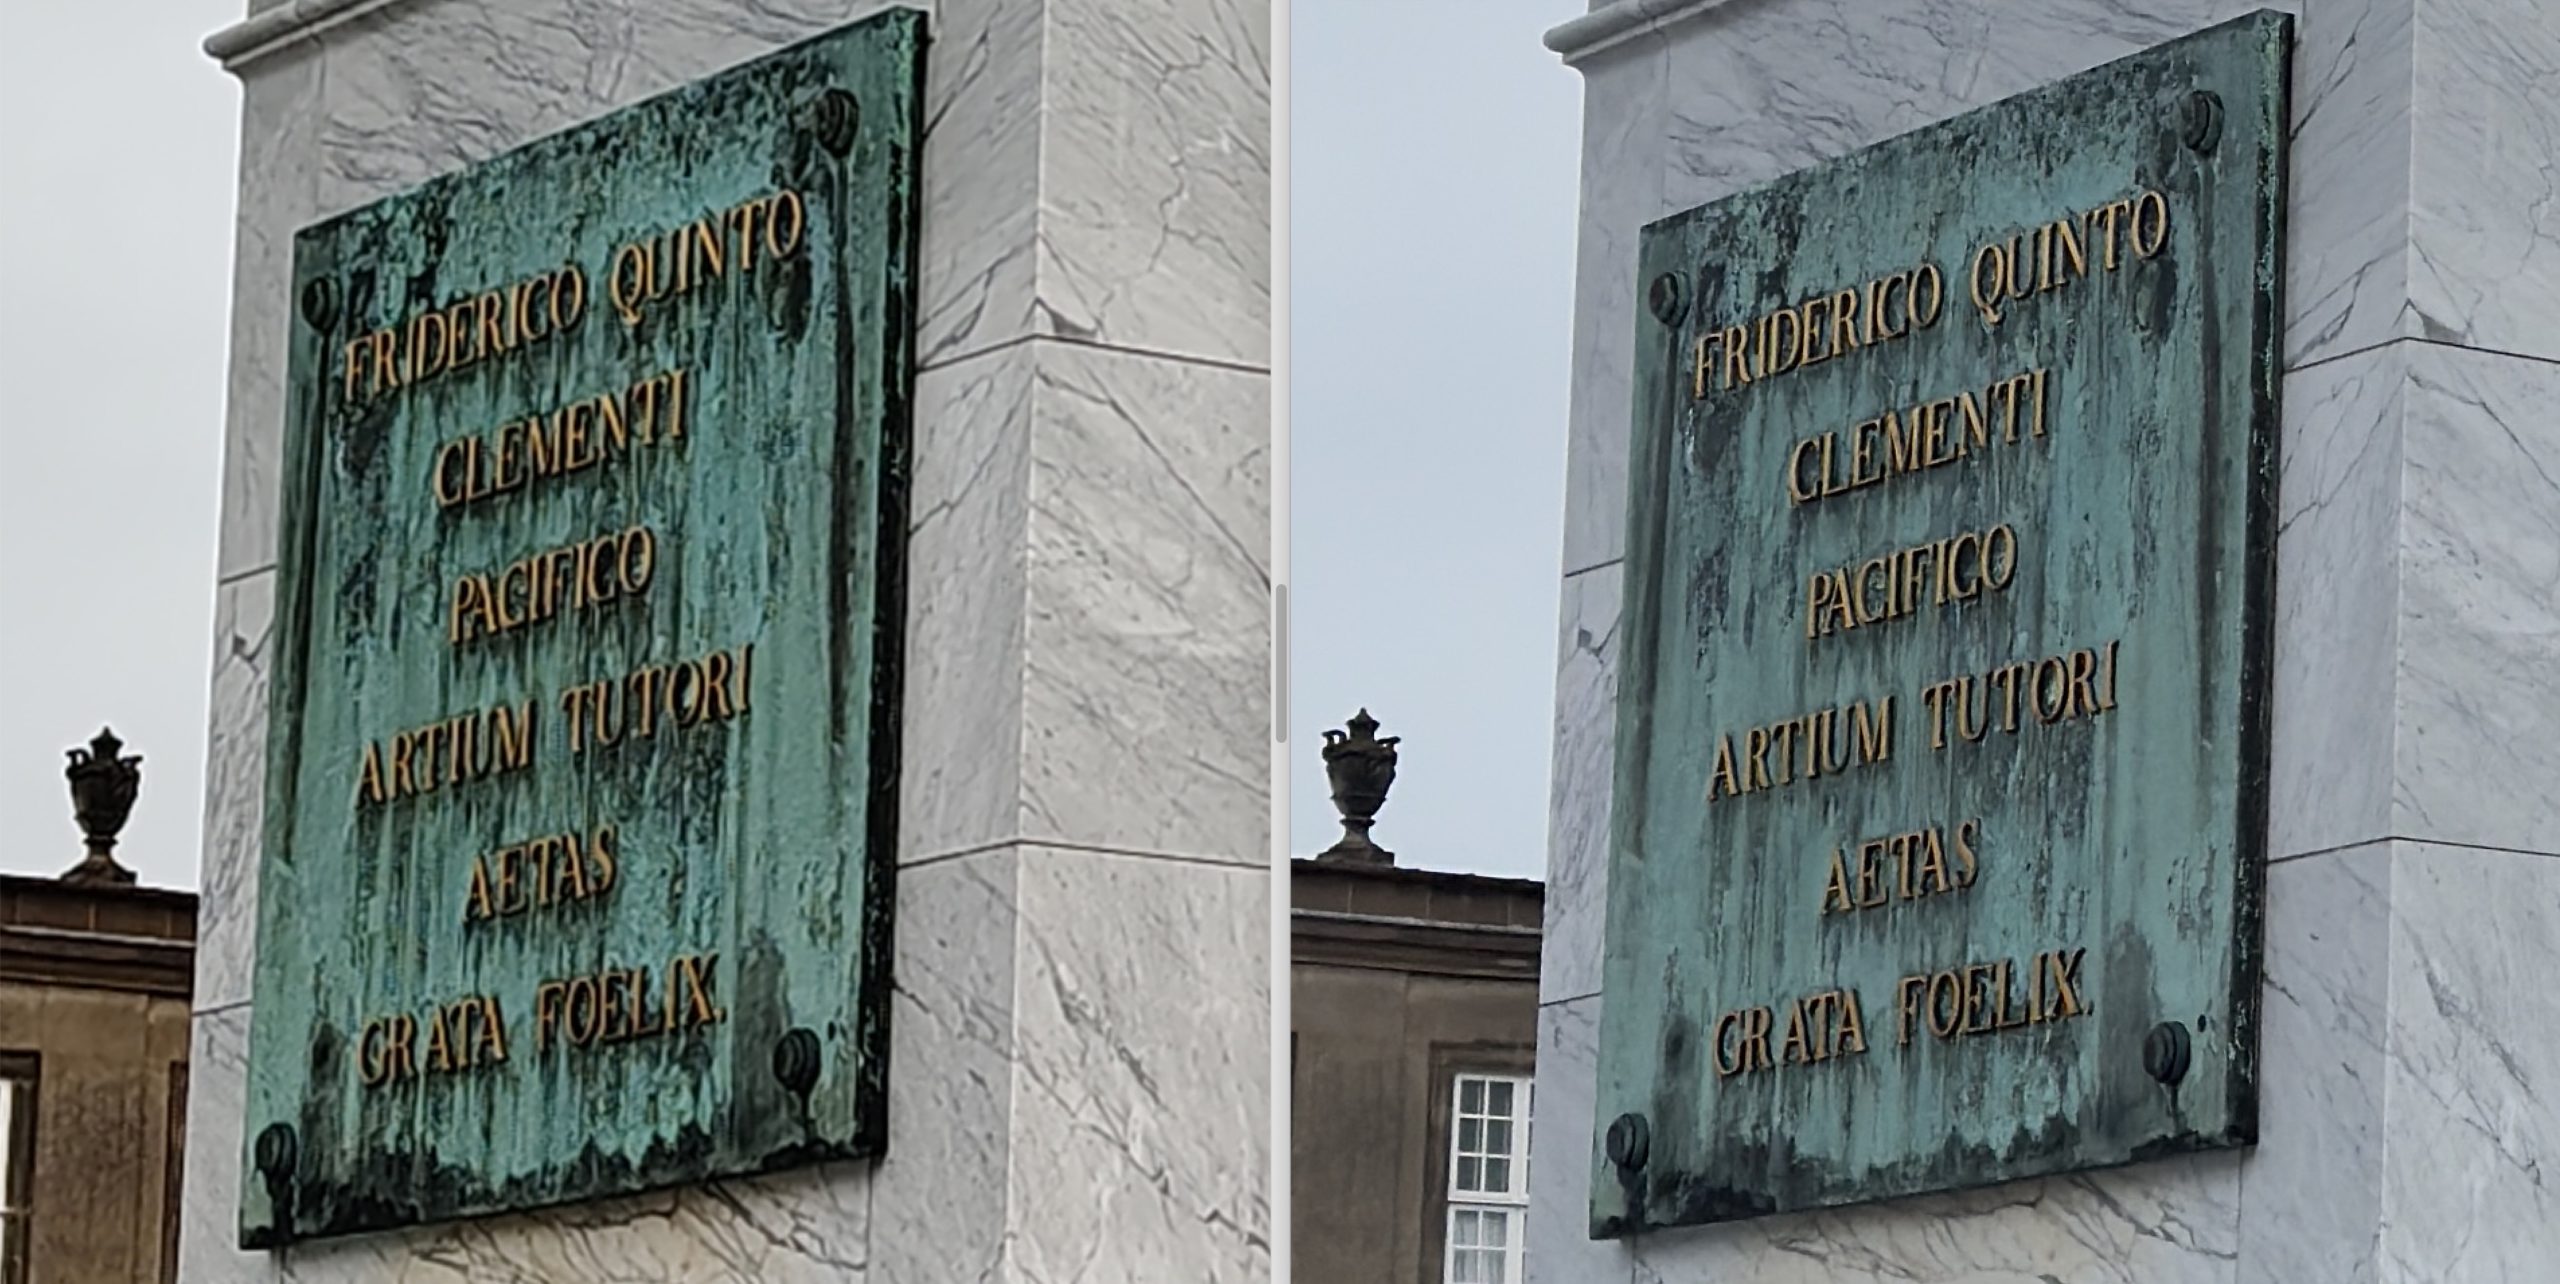 FRIDERICO QUINTO
CLEMENTI
PACIFICO
ARTIUM TUTORI
AETAS
GRATA FOELIX.
FRIDERICO QUINTO
CLEMENTI
PACIFICO
ARTIUM TUTORI
AETAS
GRATA FOELIX.